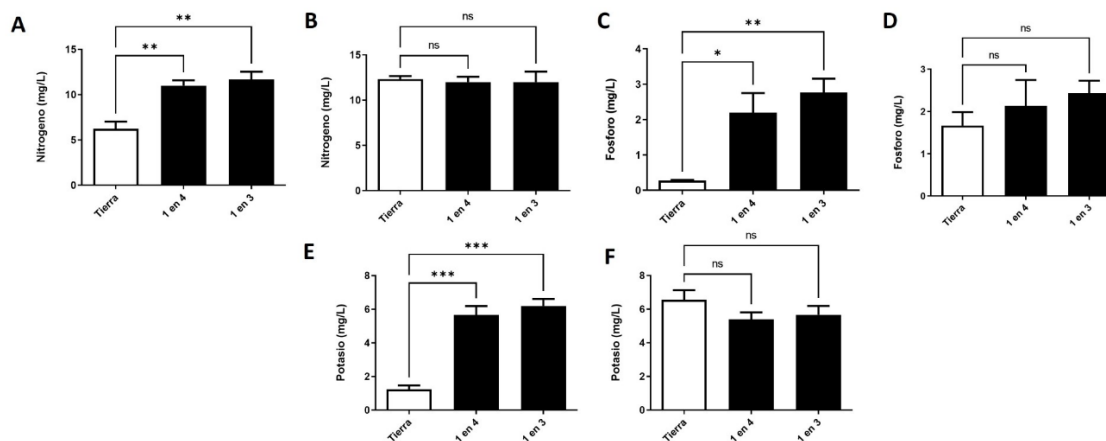 A
**
**
Nitrogeno (mg/L)
15
10
5
0
Tierra
1 en 4
1 en 3
B
ns
ns
Nitrogeno (mg/L)
15
10
5
0
Tierra
1 en 4
1 en 3
C
**
*
Fosforo (mg/L)
4
3
2
1
0
Tierra
1 en 4
1 en 3
D
ns
ns
Fosforo (mg/L)
3
2
1
0
Tierra
1 en 4
1 en 3
E
***
***
Potasio (mg/L)
8
6
4
2
0
Tierra
1 en 4
1 en 3
F
ns
ns
Potasio (mg/L)
8
6
4
2
0
Tierra
1 en 4
1 en 3